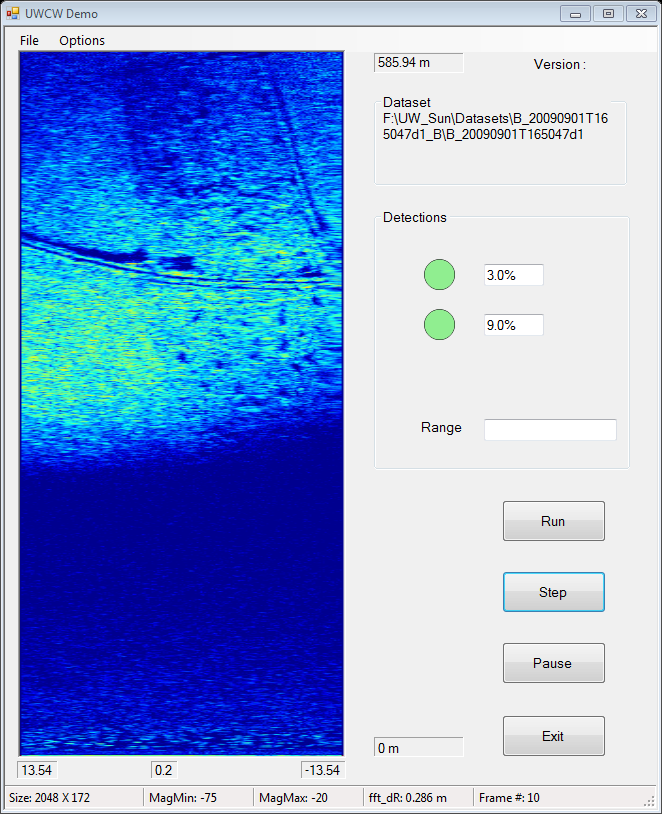 UWCW Demo
File Options
585.94 m
Version :
Dataset
F:\UW_Sun\Datasets\B_20090901T16
5047d1_B\B_20090901T165047d1
Detections
3.0%
9.0%
Range
Run
Step
Pause
Exit
0 m
13.54 0.2 -13.54
Size: 2048 X 172 MagMin: -75 MagMax: -20 fft_dR: 0.286 m Frame #: 10